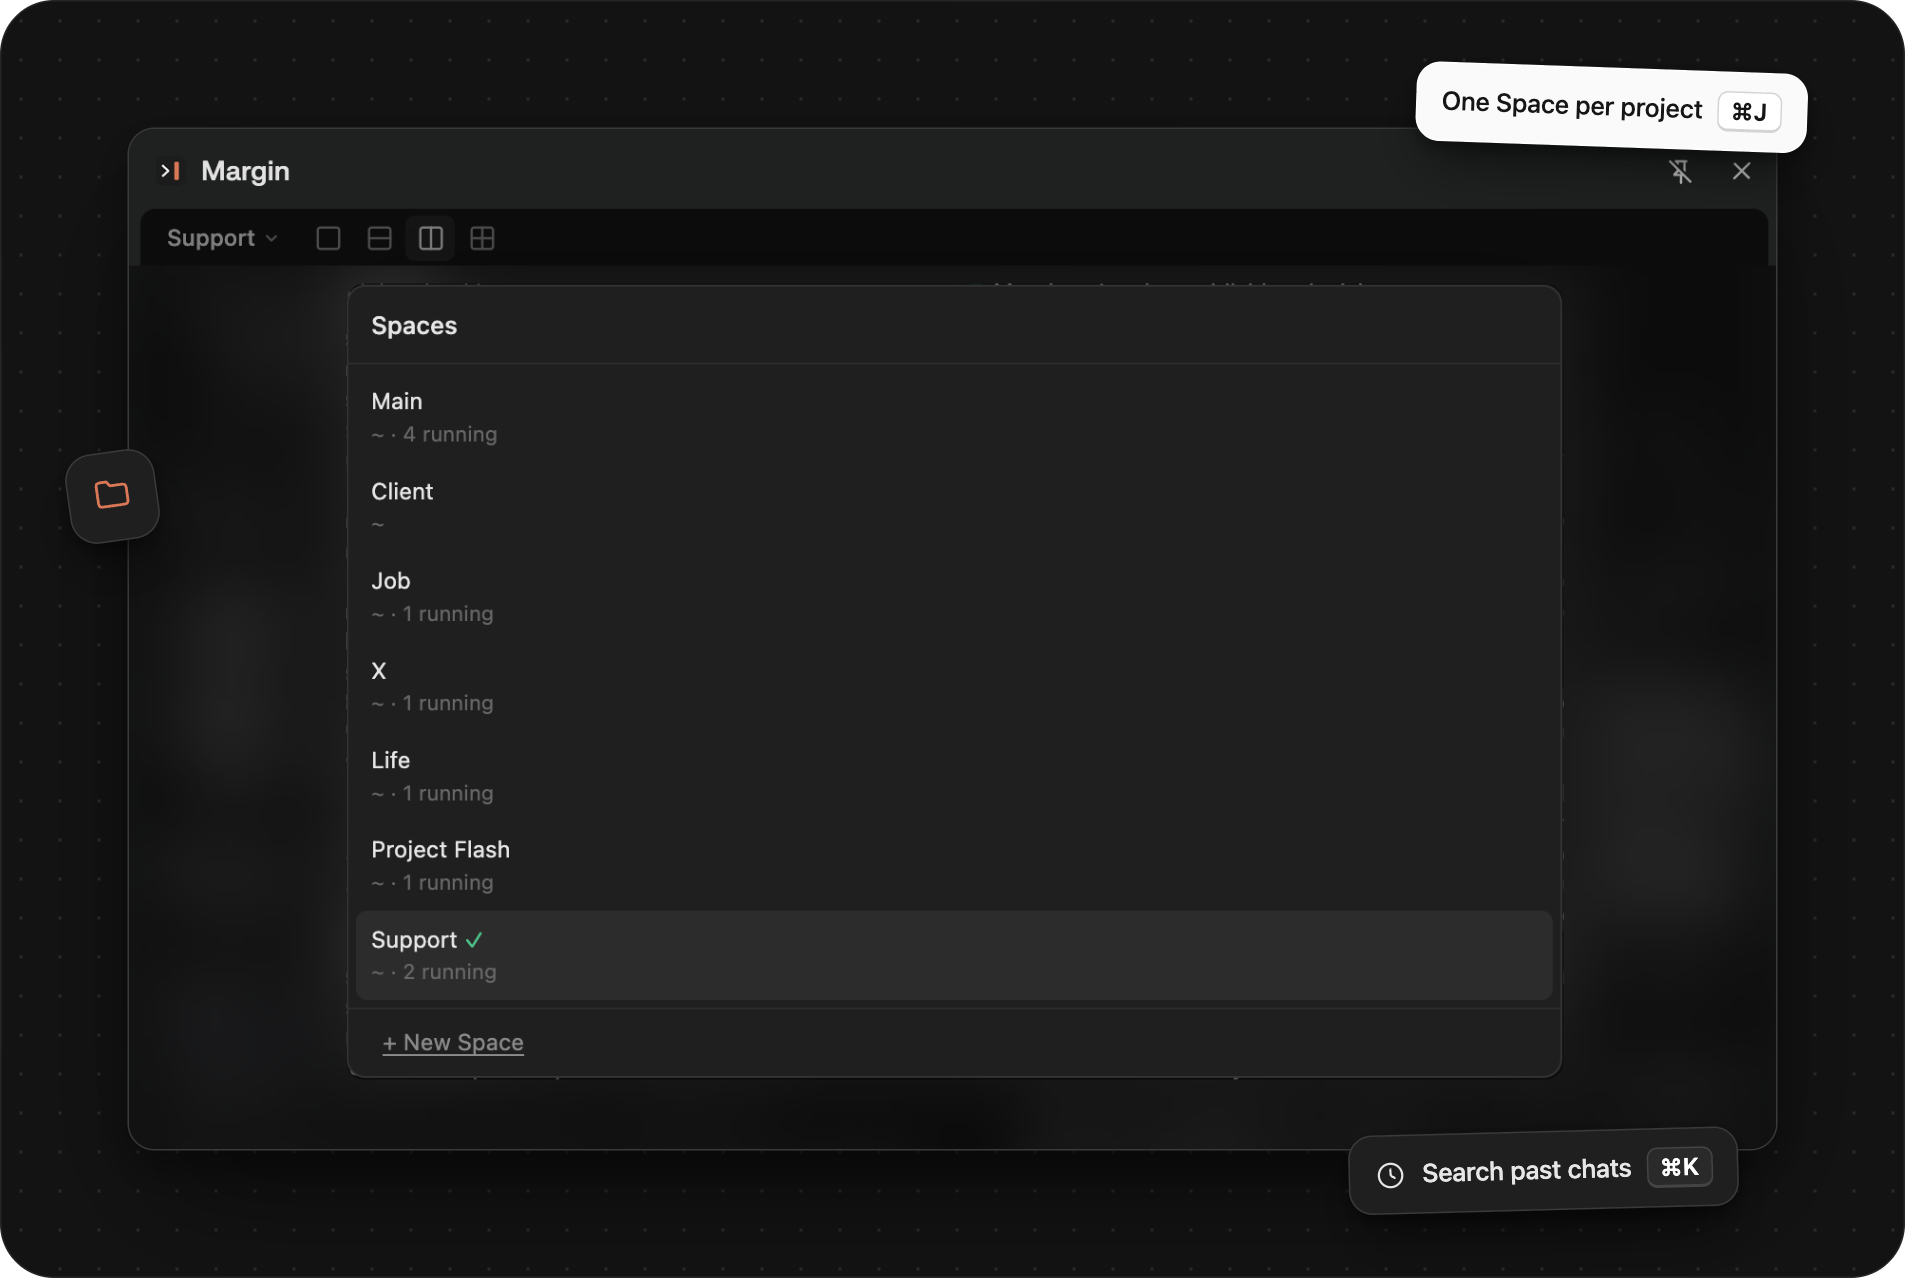 One Space per project ⌘J
Margin
Support
Spaces
Main
~ · 4 running
Client
~
Job
~ · 1 running
X
~ · 1 running
Life
~ · 1 running
Project Flash
~ · 1 running
Support ✓
~ · 2 running
+ New Space
Search past chats ⌘K